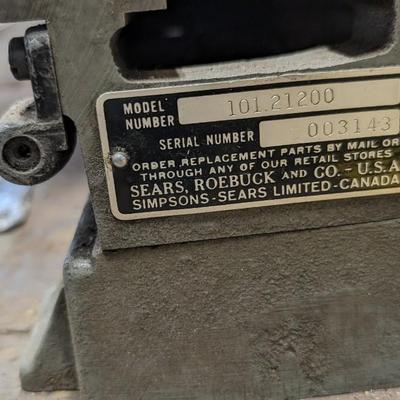 MODEL NUMBER 101.21200
SERIAL NUMBER 003143
ORDER REPLACEMENT PARTS BY MAIL OR
THROUGH ANY OF OUR RETAIL STORES
SEARS, ROEBUCK AND CO. - U.S.A.
SIMPSONS-SEARS LIMITED-CANADA